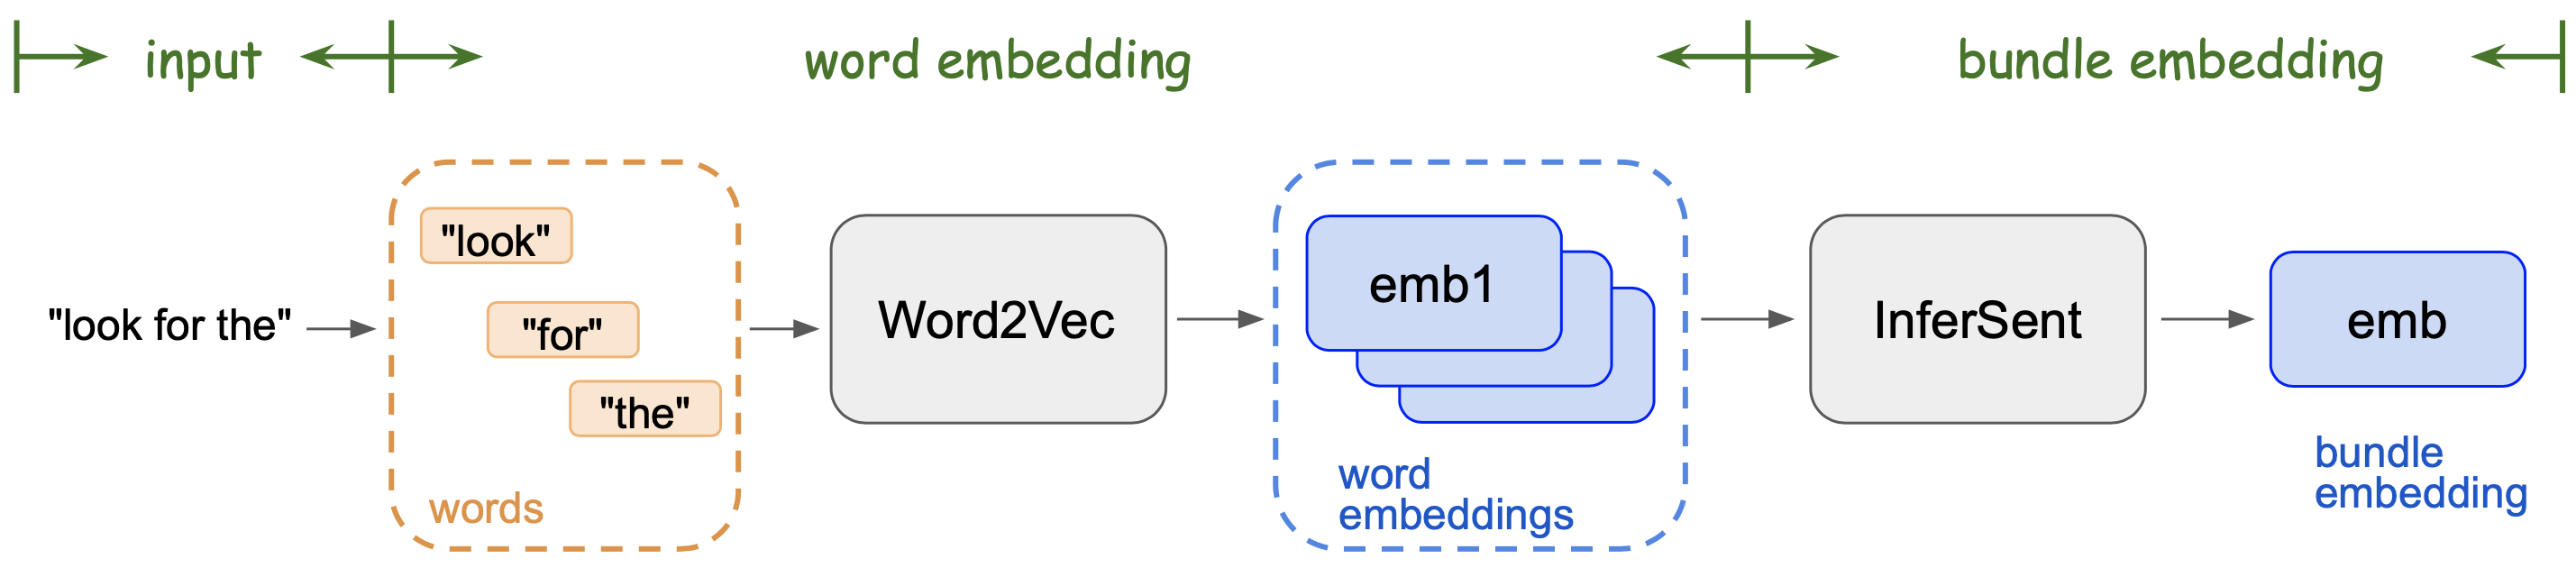 input
word embedding
bundle embedding
"look for the"
"look"
"for"
"the"
words
Word2Vec
emb1
word
embeddings
InferSent
emb
bundle
embedding